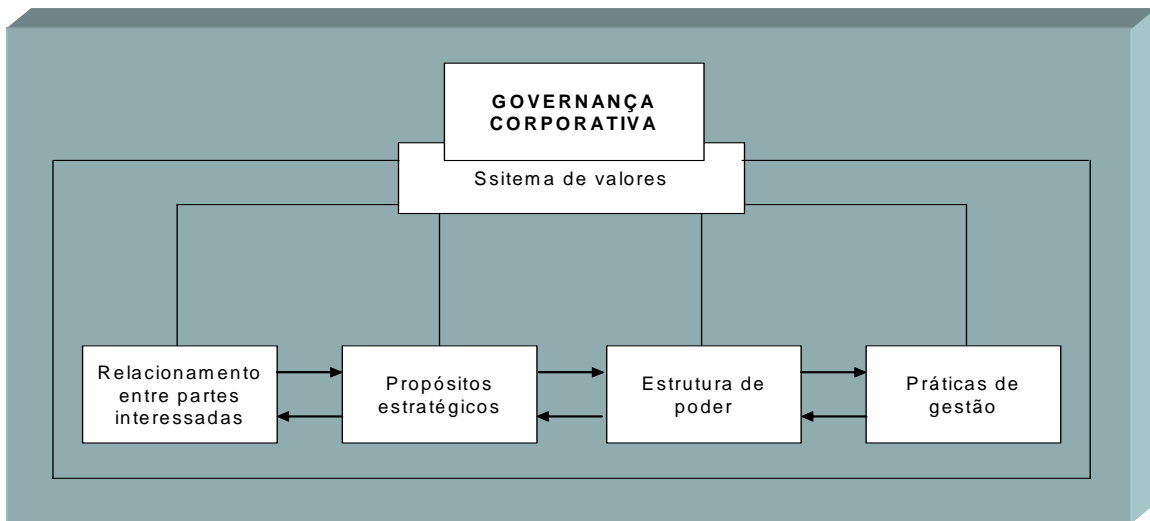 GOVERNANÇA
CORPORATIVA
Ssitema de valores
Relacionamento
entre partes
interessadas
Propósitos
estratégicos
Estrutura de
poder
Práticas de
gestão